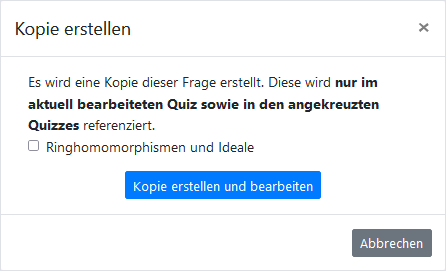 Kopie erstellen
×
Es wird eine Kopie dieser Frage erstellt. Diese wird nur im
aktuell bearbeiteten Quiz sowie in den angekreuzten
Quizzes referenziert.
Ringhomomorphismen und Ideale
Kopie erstellen und bearbeiten
Abbrechen